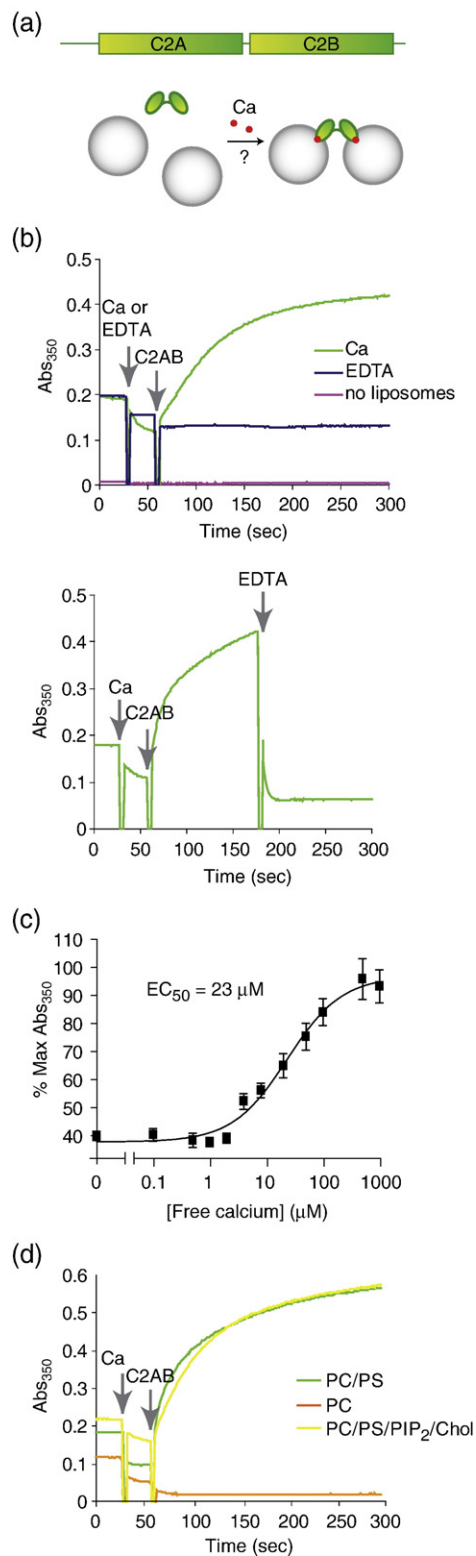 (a)
C2A C2B
Ca
?
(b)
0.5
0.4
0.3
0.2
0.1
0
Abs350
Ca or
EDTA
C2AB
Ca
EDTA
no liposomes
0 50 100 150 200 250 300
Time (sec)
EDTA
0.5
0.4
0.3
0.2
0.1
0
Abs350
Ca
C2AB
0 50 100 150 200 250 300
Time (sec)
(c)
110
100
90
80
70
60
50
40
% Max Abs350
EC50 = 23 μM
0 0.1 1 10 100 1000
[Free calcium] (μM)
(d)
0.6
0.5
0.4
0.3
0.2
0.1
0
Abs350
Ca
C2AB
PC/PS
PC
PC/PS/PIP2/Chol
0 50 100 150 200 250 300
Time (sec)